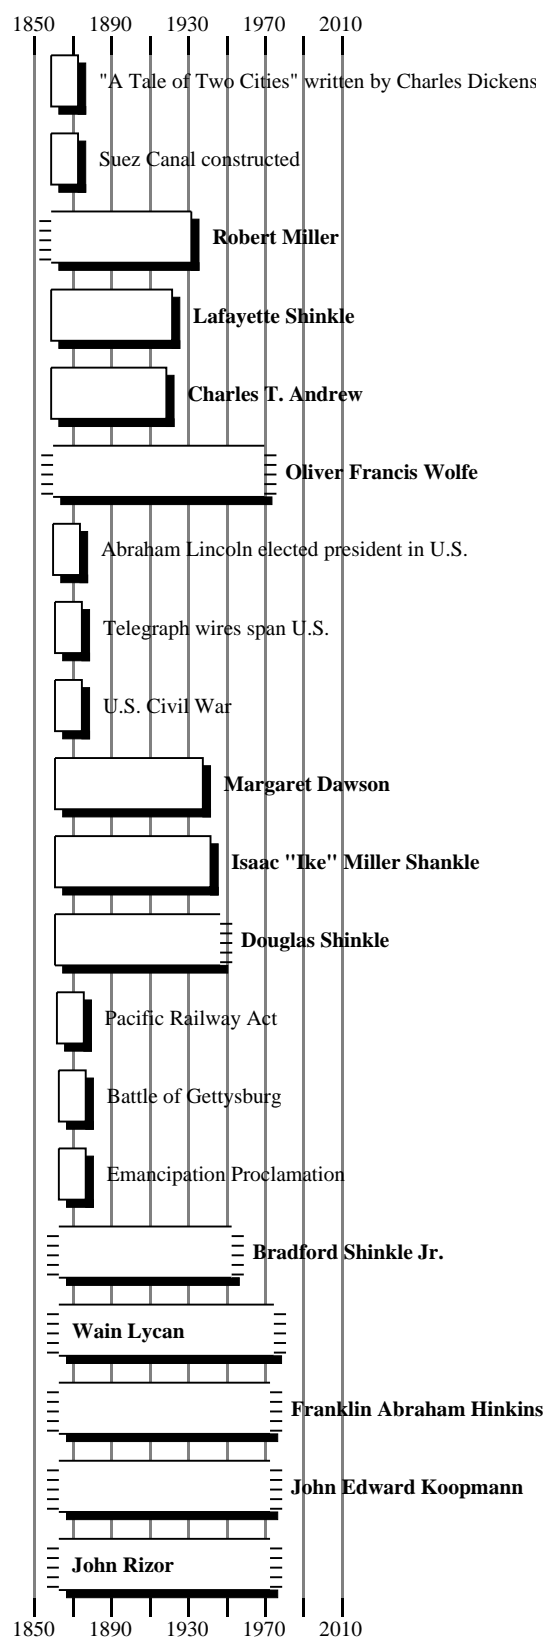 1850 1890 1930 1970 2010
"A Tale of Two Cities" written by Charles Dickens
Suez Canal constructed
Robert Miller
Lafayette Shinkle
Charles T. Andrew
Oliver Francis Wolfe
Abraham Lincoln elected president in U.S.
Telegraph wires span U.S.
U.S. Civil War
Margaret Dawson
Isaac "Ike" Miller Shankle
Douglas Shinkle
Pacific Railway Act
Battle of Gettysburg
Emancipation Proclamation
Bradford Shinkle Jr.
Wain Lycan
Franklin Abraham Hinkins
John Edward Koopmann
John Rizor
1850 1890 1930 1970 2010